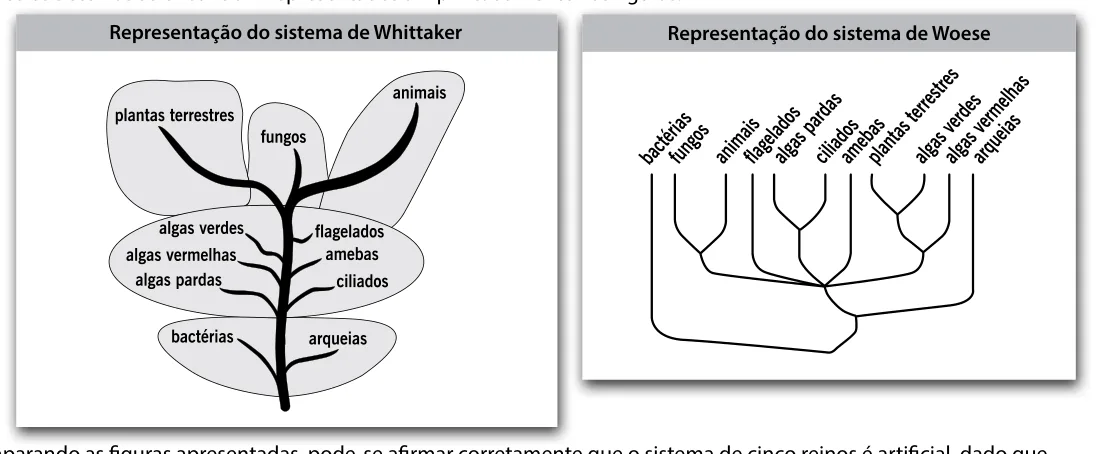 Representação do sistema de Whittaker
plantas terrestres
fungos
animais
algas verdes
flagelados
algas vermelhas
amebas
algas pardas
ciliados
bactérias
arqueias
Representação do sistema de Woese
bactérias
fungos
animais
flagelados
algas pardas
ciliados
amebas
plantas terrestres
algas verdes
algas vermelhas
arqueias
parando as figuras apresentadas, pode-se afirmar corretamente que o sistema de cinco reinos é artificial, dado que